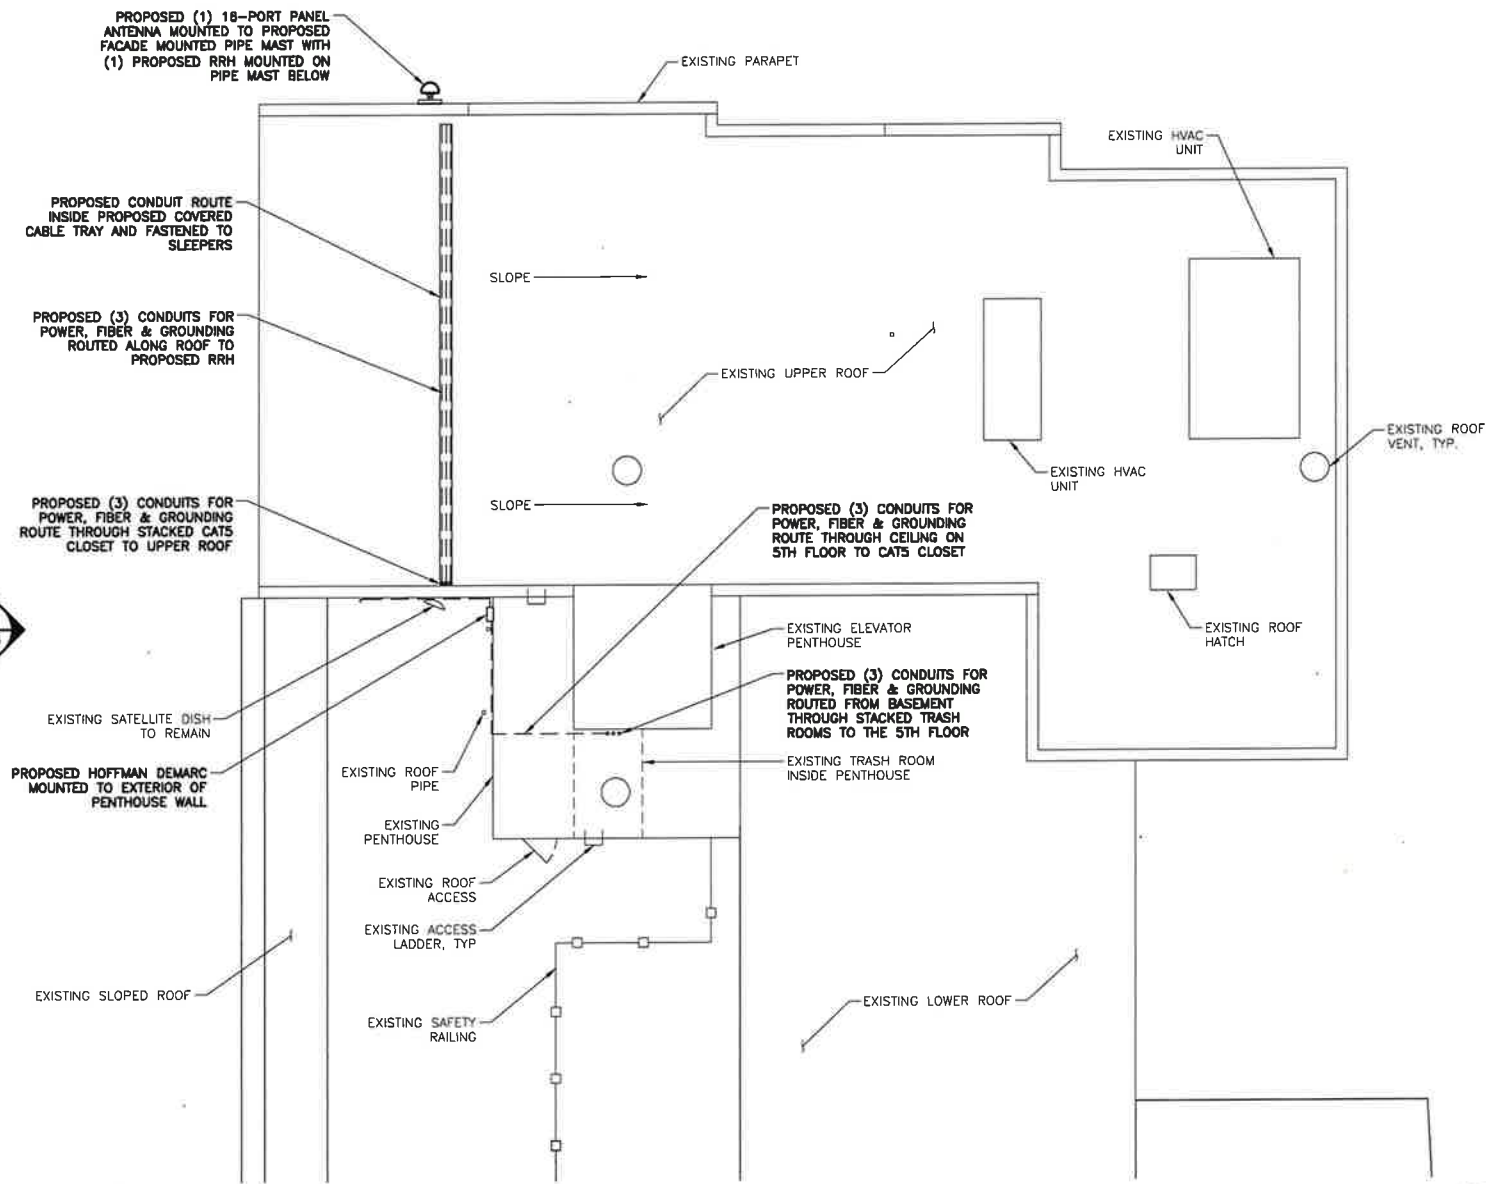 PROPOSED (1) 18-PORT PANEL
ANTENNA MOUNTED TO PROPOSED
FACADE MOUNTED PIPE MAST WITH
(1) PROPOSED RRH MOUNTED ON
PIPE MAST BELOW
EXISTING PARAPET
EXISTING HVAC
UNIT
PROPOSED CONDUIT ROUTE
INSIDE PROPOSED COVERED
CABLE TRAY AND FASTENED TO
SLEEPERS
SLOPE
PROPOSED (3) CONDUITS FOR
POWER, FIBER & GROUNDING
ROUTED ALONG ROOF TO
PROPOSED RRH
EXISTING UPPER ROOF
EXISTING ROOF
VENT, TYP.
EXISTING HVAC
UNIT
PROPOSED (3) CONDUITS FOR
POWER, FIBER & GROUNDING
ROUTE THROUGH STACKED CAT5
CLOSET TO UPPER ROOF
SLOPE
PROPOSED (3) CONDUITS FOR
POWER, FIBER & GROUNDING
ROUTE THROUGH CEILING ON
5TH FLOOR TO CAT5 CLOSET
EXISTING ELEVATOR
PENTHOUSE
EXISTING ROOF
HATCH
PROPOSED (3) CONDUITS FOR
POWER, FIBER & GROUNDING
ROUTED FROM BASEMENT
THROUGH STACKED TRASH
ROOMS TO THE 5TH FLOOR
EXISTING SATELLITE DISH
TO REMAIN
PROPOSED HOFFMAN DEMARC
MOUNTED TO EXTERIOR OF
PENTHOUSE WALL
EXISTING ROOF
PIPE
EXISTING TRASH ROOM
INSIDE PENTHOUSE
EXISTING
PENTHOUSE
EXISTING ROOF
ACCESS
EXISTING ACCESS
LADDER, TYP
EXISTING SLOPED ROOF
EXISTING SAFETY
RAILING
EXISTING LOWER ROOF